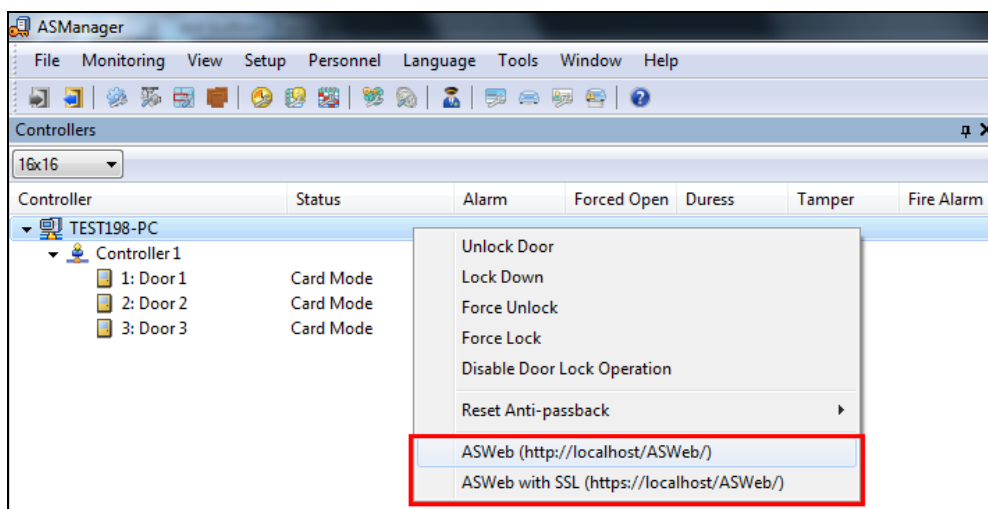 ASManager
File Monitoring View Setup Personnel Language Tools Window Help
Controllers
16x16
Controller Status Alarm Forced Open Duress Tamper Fire Alarm
TEST198-PC
Controller 1
1: Door 1 Card Mode
2: Door 2 Card Mode
3: Door 3 Card Mode
Unlock Door
Lock Down
Force Unlock
Force Lock
Disable Door Lock Operation
Reset Anti-passback
ASWeb (http://localhost/ASWeb/)
ASWeb with SSL (https://localhost/ASWeb/)